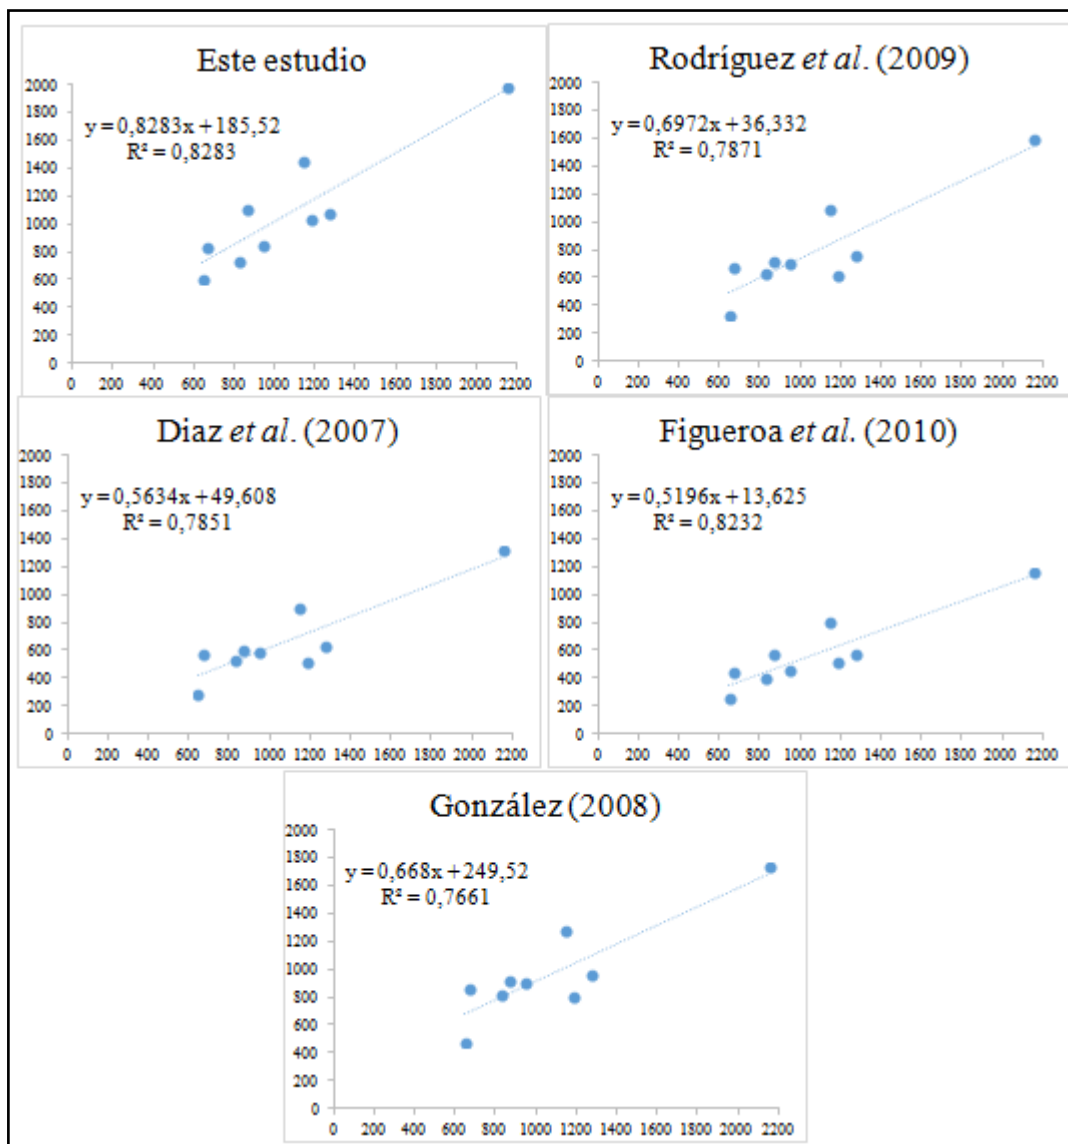 Este estudio
y = 0,8283x + 185,52
R² = 0,8283
2000
1800
1600
1400
1200
1000
800
600
400
200
0
0 200 400 600 800 1000 1200 1400 1600 1800 2000 2200
Rodríguez et al. (2009)
y = 0,6972x + 36,332
R² = 0,7871
2000
1800
1600
1400
1200
1000
800
600
400
200
0
0 200 400 600 800 1000 1200 1400 1600 1800 2000 2200
Diaz et al. (2007)
y = 0,5634x + 49,608
R² = 0,7851
2000
1800
1600
1400
1200
1000
800
600
400
200
0
0 200 400 600 800 1000 1200 1400 1600 1800 2000 2200
Figueroa et al. (2010)
y = 0,5196x + 13,625
R² = 0,8232
2000
1800
1600
1400
1200
1000
800
600
400
200
0
0 200 400 600 800 1000 1200 1400 1600 1800 2000 2200
González (2008)
y = 0,668x + 249,52
R² = 0,7661
2000
1800
1600
1400
1200
1000
800
600
400
200
0
0 200 400 600 800 1000 1200 1400 1600 1800 2000 2200